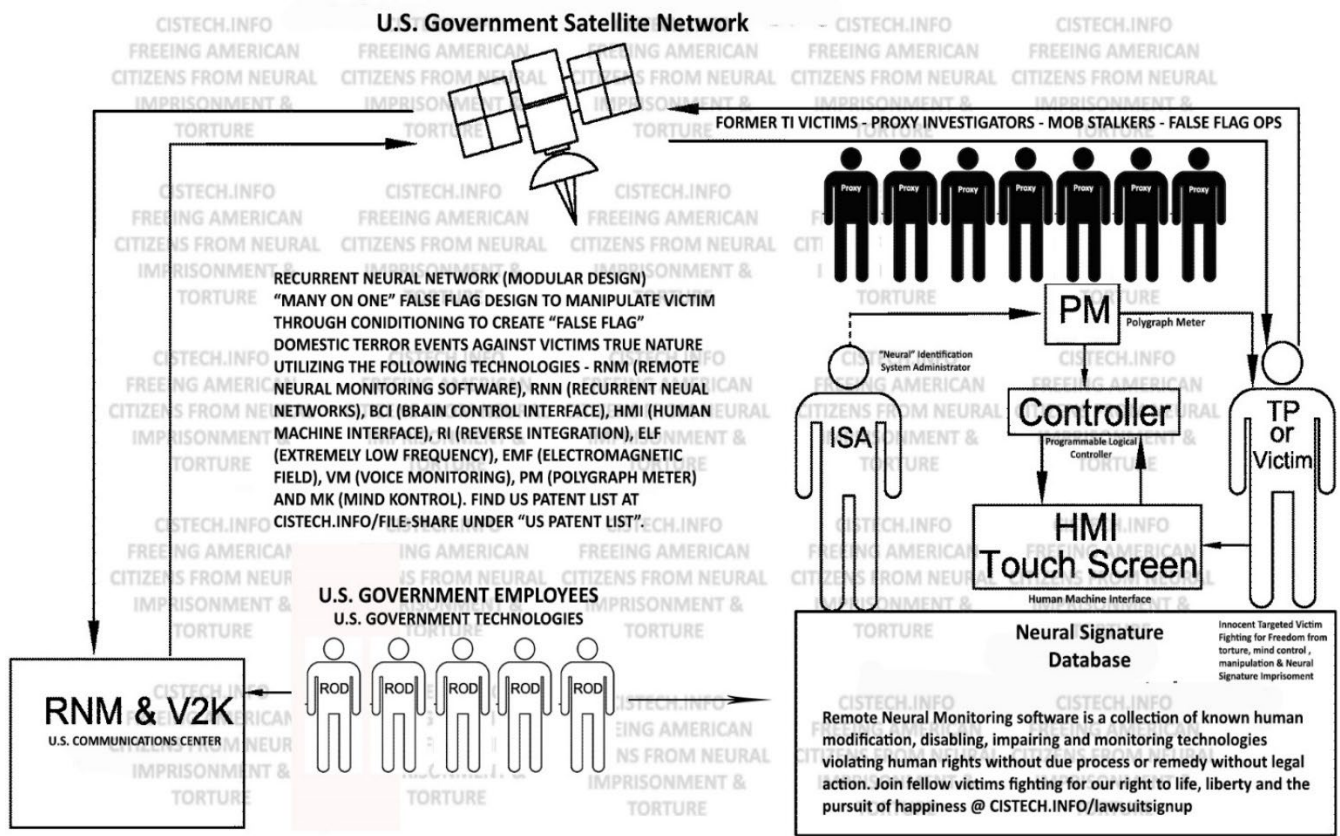 U.S. Government Satellite Network
FORMER TI VICTIMS - PROXY INVESTIGATORS - MOB STALKERS - FALSE FLAG OPS
Proxy
Proxy
Proxy
Proxy
Proxy
Proxy
Proxy
RECURRENT NEURAL NETWORK (MODULAR DESIGN)
“MANY ON ONE” FALSE FLAG DESIGN TO MANIPULATE VICTIM
THROUGH CONIDITIONING TO CREATE “FALSE FLAG”
DOMESTIC TERROR EVENTS AGAINST VICTIMS TRUE NATURE
UTILIZING THE FOLLOWING TECHNOLOGIES - RNM (REMOTE
NEURAL MONITORING SOFTWARE), RNN (RECURRENT NEUAL
NETWORKS), BCI (BRAIN CONTROL INTERFACE), HMI (HUMAN
MACHINE INTERFACE), RI (REVERSE INTEGRATION), ELF
(EXTREMELY LOW FREQUENCY), EMF (ELECTROMAGNETIC
FIELD), VM (VOICE MONITORING), PM (POLYGRAPH METER)
AND MK (MIND KONTROL). FIND US PATENT LIST AT
CISTECH.INFO/FILE-SHARE UNDER “US PATENT LIST”.
PM
Polygraph Meter
“Neural” Identification
System Administrator
ISA
Controller
Programmable Logical
Controller
HMI
Touch Screen
Human Machine Interface
TP
or
Victim
Innocent Targeted Victim
Fighting for Freedom from
torture, mind control ,
manipulation & Neural
Signature Imprisoment
U.S. GOVERNMENT EMPLOYEES
U.S. GOVERNMENT TECHNOLOGIES
ROD
ROD
ROD
ROD
ROD
RNM & V2K
U.S. COMMUNICATIONS CENTER
Neural Signature
Database
Remote Neural Monitoring software is a collection of known human
modification, disabling, impairing and monitoring technologies
violating human rights without due process or remedy without legal
action. Join fellow victims fighting for our right to life, liberty and the
pursuit of happiness @ CISTECH.INFO/lawsuitsignup
CISTECH.INFO
FREEING AMERICAN
CITIZENS FROM NEURAL
IMPRISONMENT &
TORTURE